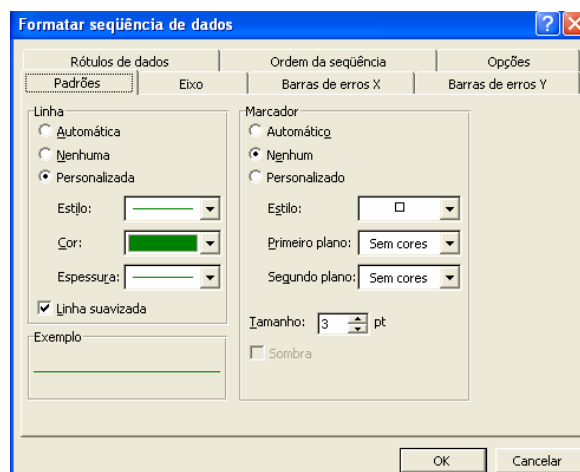 Formatar seqüência de dados
Rótulos de dados Ordem da seqüência Opções
Padrões Eixo Barras de erros X Barras de erros Y
Linha
Automática
Nenhuma
Personalizada
Estilo:
Cor:
Espessura:
Linha suavizada
Exemplo
Marcador
Automático
Nenhum
Personalizado
Estilo:
Primeiro plano: Sem cores
Segundo plano: Sem cores
Tamanho: 3 pt
Sombra
OK Cancelar